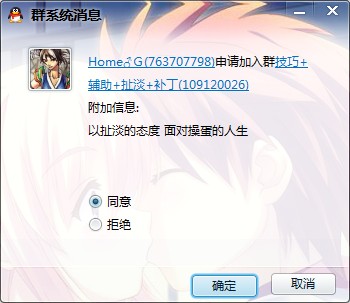 群系统消息
Home♂G(763707798)申请加入群技巧+
辅助+扯淡+补丁(109120026)
附加信息:
以扯淡的态度 面对操蛋的人生
同意
拒绝
确定
取消